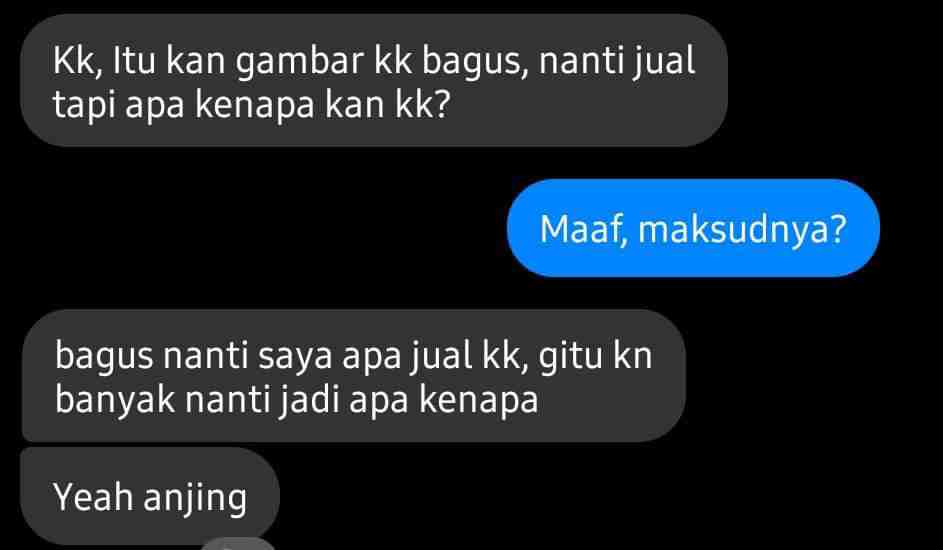 Kk, Itu kan gambar kk bagus, nanti jual
tapi apa kenapa kan kk?
Maaf, maksudnya?
bagus nanti saya apa jual kk, gitu kn
banyak nanti jadi apa kenapa
Yeah anjing